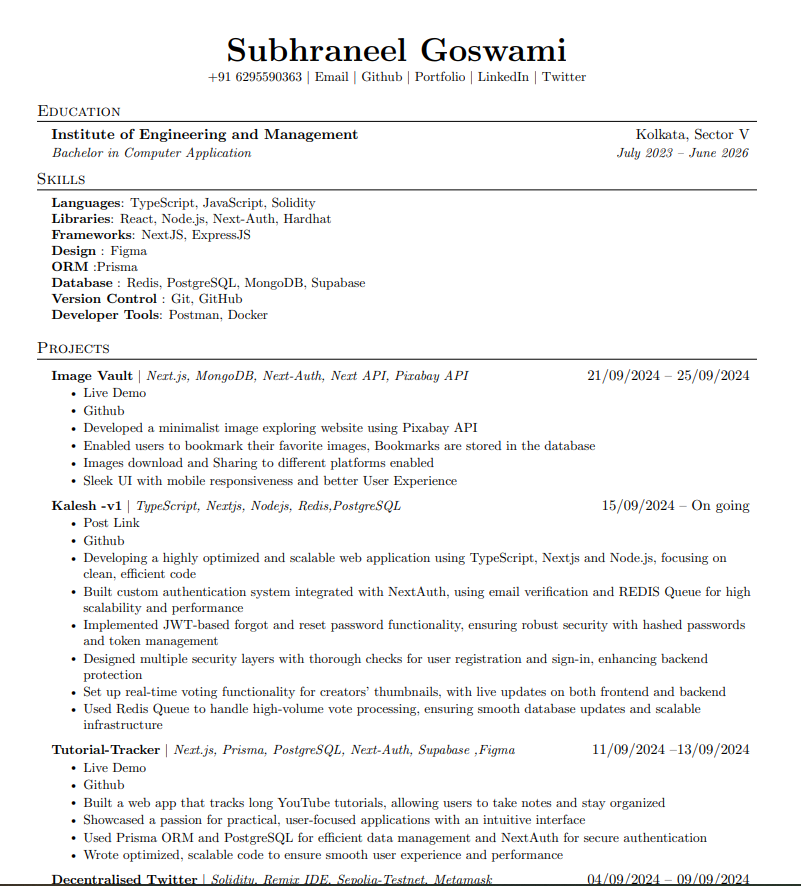 Subhraneel Goswami
+91 6295590363 | Email | Github | Portfolio | LinkedIn | Twitter
Education
Institute of Engineering and Management Kolkata, Sector V
Bachelor in Computer Application July 2023 – June 2026
Skills
Languages: TypeScript, JavaScript, Solidity
Libraries: React, Node.js, Next-Auth, Hardhat
Frameworks: NextJS, ExpressJS
Design : Figma
ORM :Prisma
Database : Redis, PostgreSQL, MongoDB, Supabase
Version Control : Git, GitHub
Developer Tools: Postman, Docker
Projects
Image Vault | Next.js, MongoDB, Next-Auth, Next API, Pixabay API 21/09/2024 – 25/09/2024
• Live Demo
• Github
• Developed a minimalist image exploring website using Pixabay API
• Enabled users to bookmark their favorite images, Bookmarks are stored in the database
• Images download and Sharing to different platforms enabled
• Sleek UI with mobile responsiveness and better User Experience
Kalesh -v1 | TypeScript, Nextjs, Nodejs, Redis,PostgreSQL 15/09/2024 – On going
• Post Link
• Github
• Developing a highly optimized and scalable web application using TypeScript, Nextjs and Node.js, focusing on
clean, efficient code
• Built custom authentication system integrated with NextAuth, using email verification and REDIS Queue for high
scalability and performance
• Implemented JWT-based forgot and reset password functionality, ensuring robust security with hashed passwords
and token management
• Designed multiple security layers with thorough checks for user registration and sign-in, enhancing backend
protection
• Set up real-time voting functionality for creators' thumbnails, with live updates on both frontend and backend
• Used Redis Queue to handle high-volume vote processing, ensuring smooth database updates and scalable
infrastructure
Tutorial-Tracker | Next.js, Prisma, PostgreSQL, Next-Auth, Supabase ,Figma 11/09/2024 –13/09/2024
• Live Demo
• Github
• Built a web app that tracks long YouTube tutorials, allowing users to take notes and stay organized
• Showcased a passion for practical, user-focused applications with an intuitive interface
• Used Prisma ORM and PostgreSQL for efficient data management and NextAuth for secure authentication
• Wrote optimized, scalable code to ensure smooth user experience and performance
Decentralised Twitter | Solidity, Remix IDE, Sepolia-Testnet, Metamask 04/09/2024 – 09/09/2024